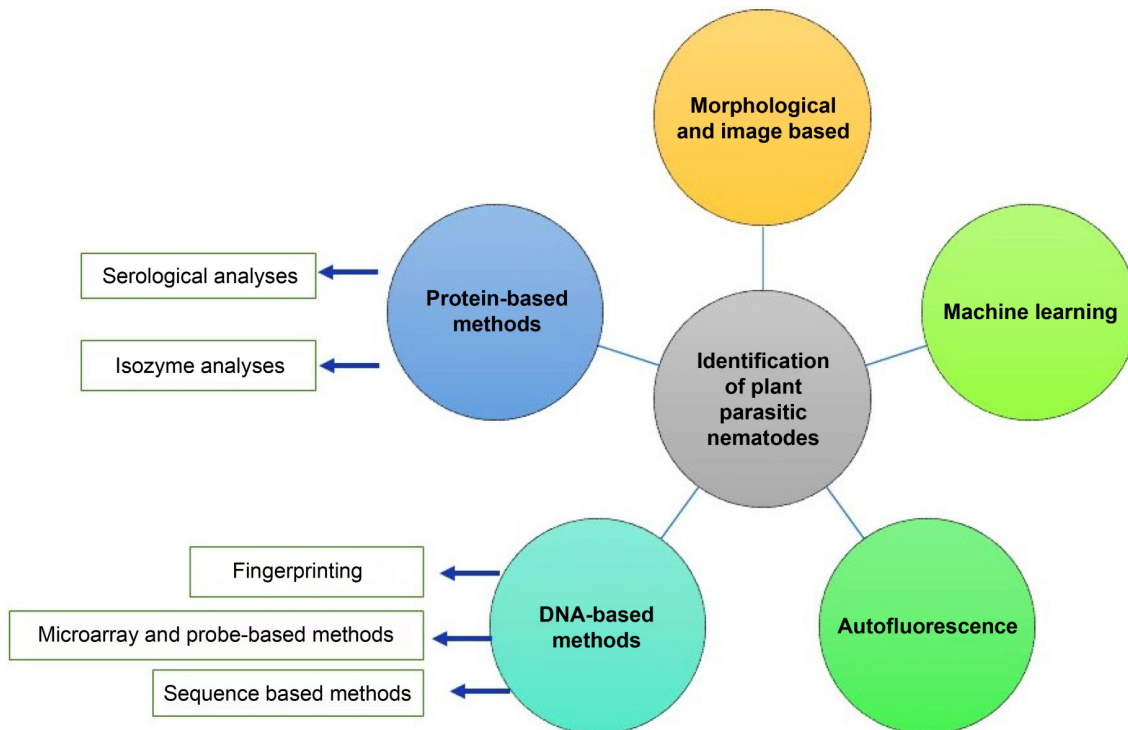 Morphological
and image based
Serological analyses
Protein-based
methods
Isozyme analyses
Machine learning
Identification
of plant
parasitic
nematodes
Fingerprinting
Microarray and probe-based methods
Sequence based methods
DNA-based
methods
Autofluorescence